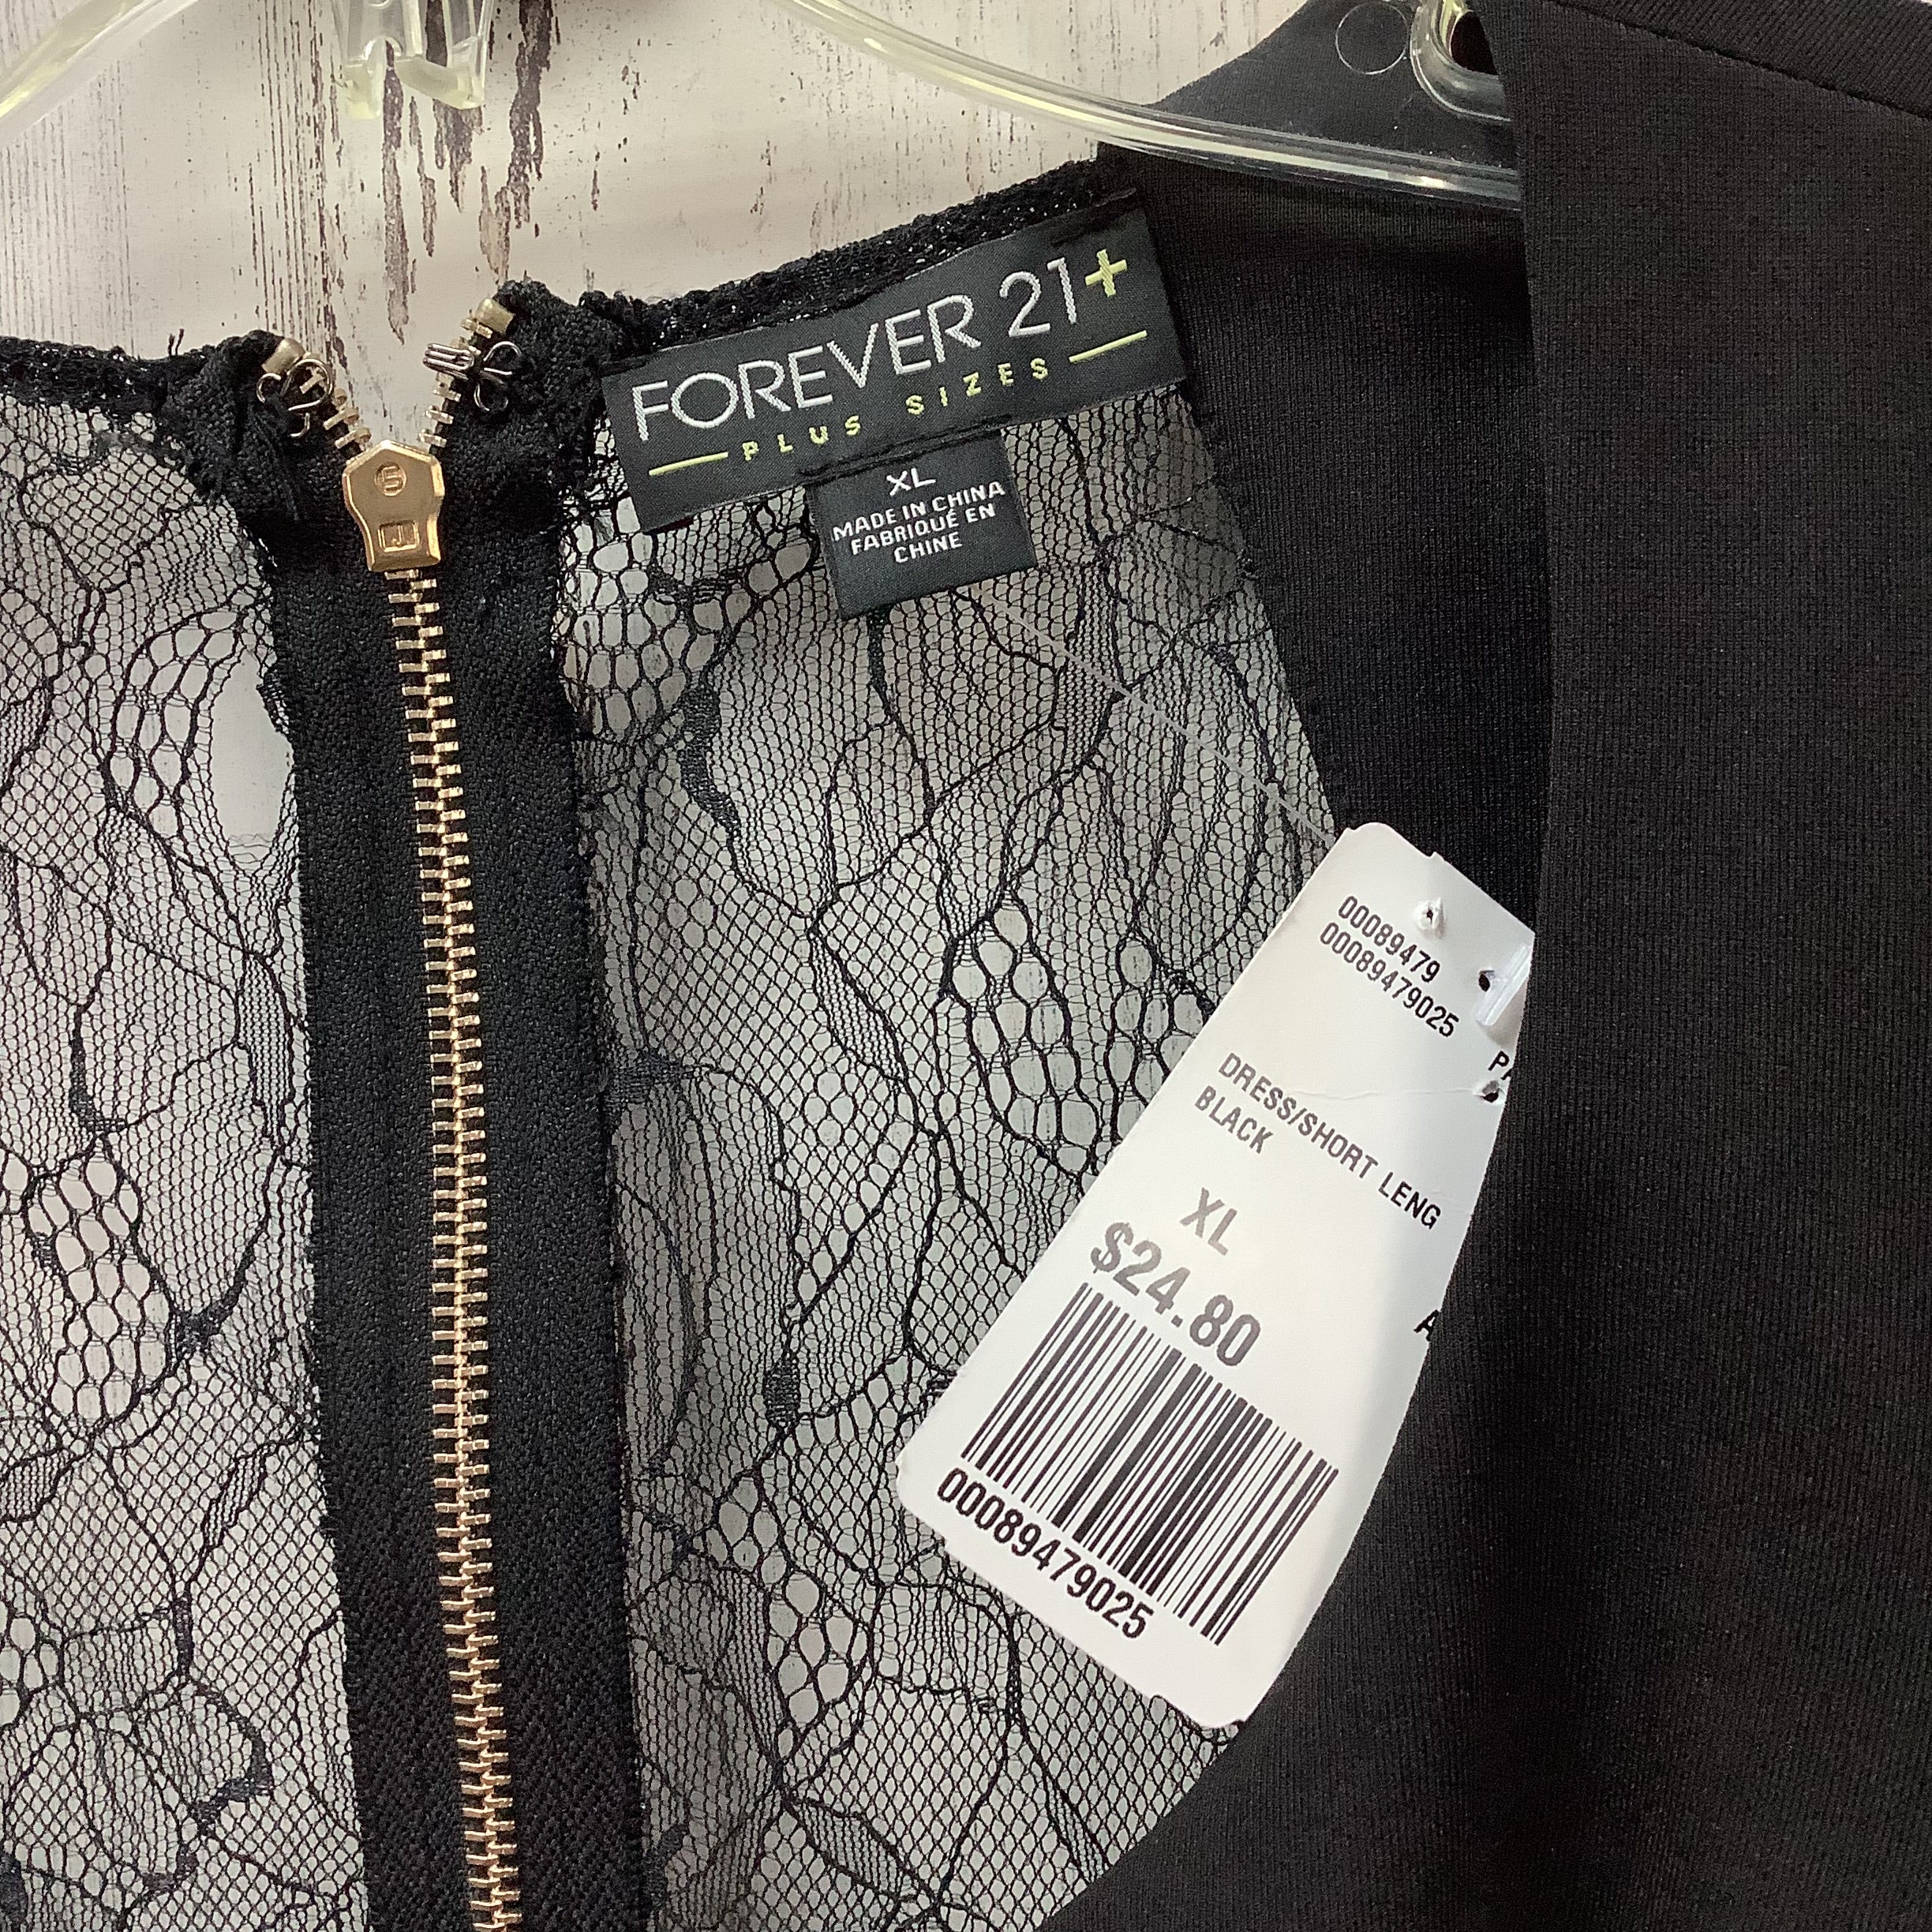 FOREVER 21+
PLUS SIZES
XL
MADE IN CHINA
FABRIQUÉ EN
CHINE
00089479
00089479025
DRESS/SHORT LENG
BLACK
XL
$24.80
00089479025